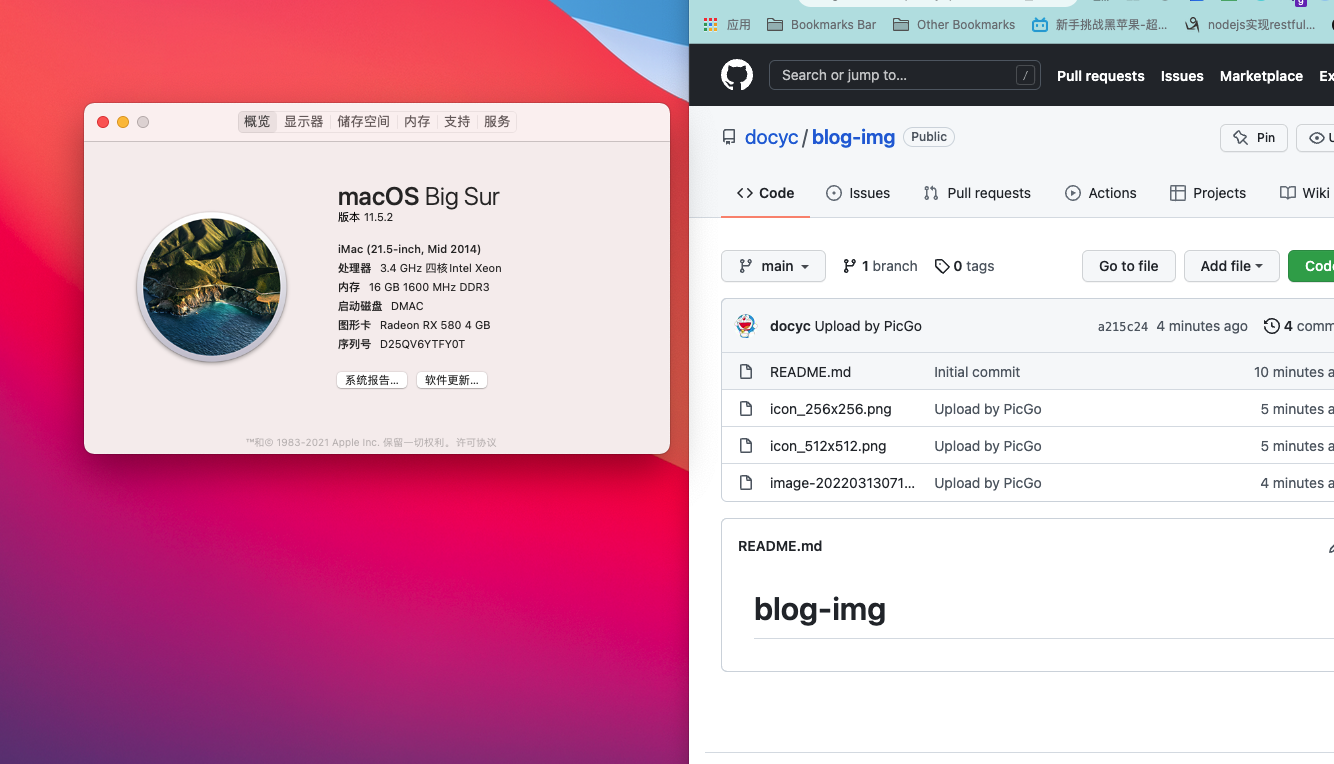 概览 显示器 储存空间 内存 支持 服务
macOS Big Sur
版本 11.5.2
iMac (21.5-inch, Mid 2014)
处理器 3.4 GHz 四核Intel Xeon
内存 16 GB 1600 MHz DDR3
启动磁盘 DMAC
图形卡 Radeon RX 580 4 GB
序列号 D25QV6YTFY0T
系统报告... 软件更新...
™和© 1983-2021 Apple Inc. 保留一切权利。许可协议
9
应用 Bookmarks Bar Other Bookmarks 新手挑战黑苹果-超... nodejs实现restful...
Search or jump to... / Pull requests Issues Marketplace Ex
docyc / blog-img Public Pin U
Code Issues Pull requests Actions Projects Wiki
main 1 branch 0 tags Go to file Add file Code
docyc Upload by PicGo a215c24 4 minutes ago 4 comm
README.md Initial commit 10 minutes a
icon_256x256.png Upload by PicGo 5 minutes a
icon_512x512.png Upload by PicGo 5 minutes a
image-20220313071... Upload by PicGo 4 minutes a
README.md
blog-img